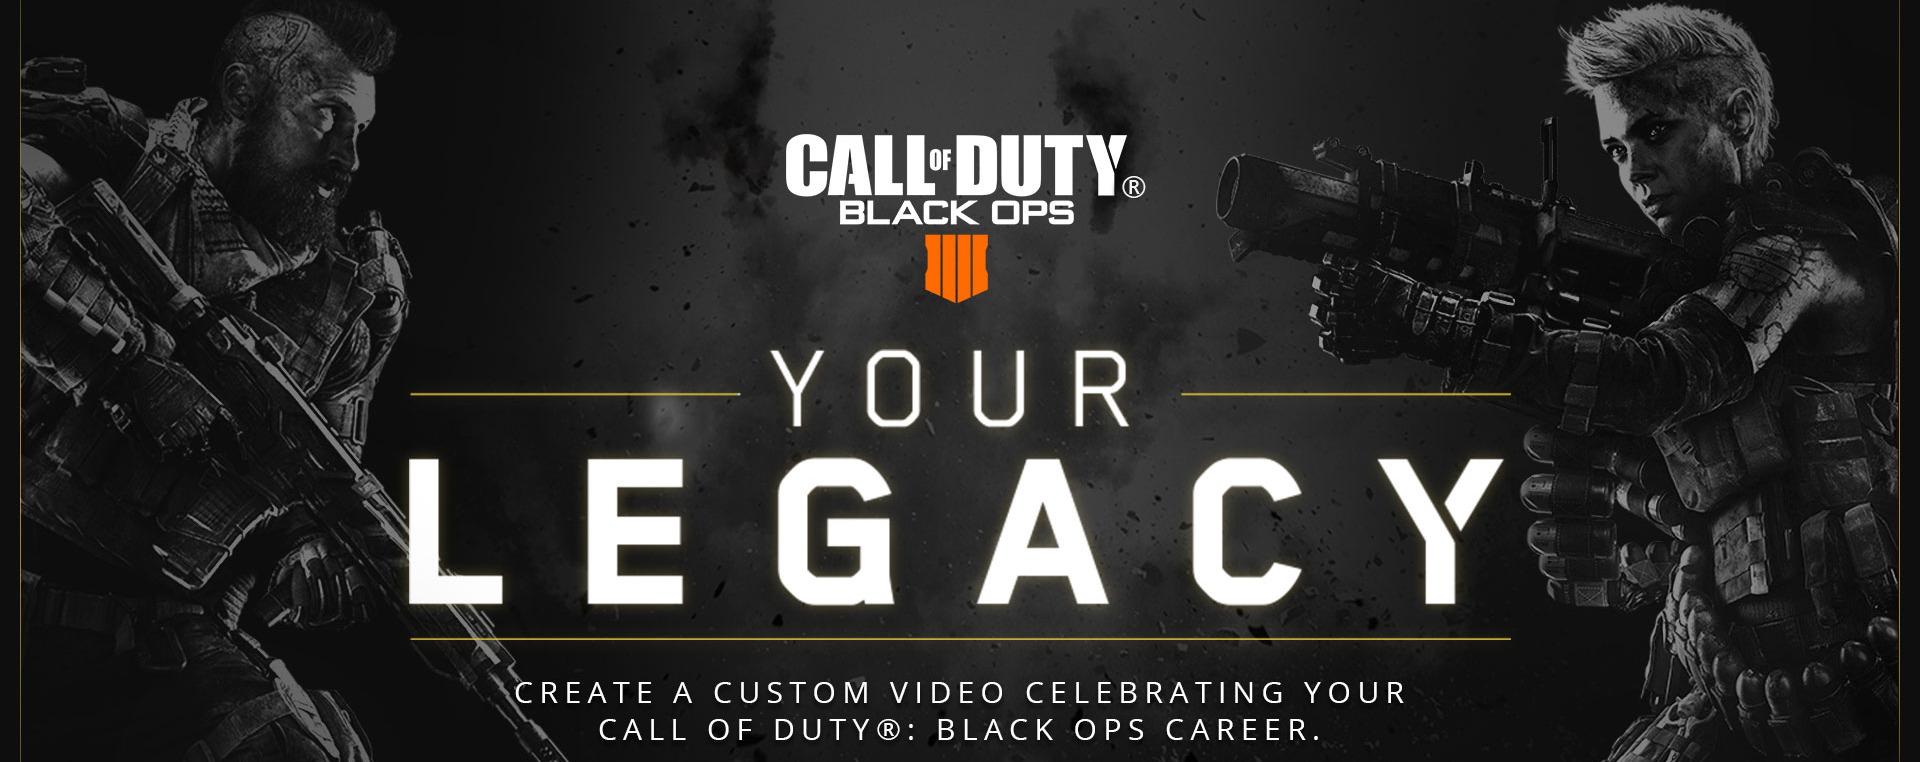 CALL OF DUTY®
BLACK OPS
IIII
YOUR
LEGACY
CREATE A CUSTOM VIDEO CELEBRATING YOUR
CALL OF DUTY®: BLACK OPS CAREER.